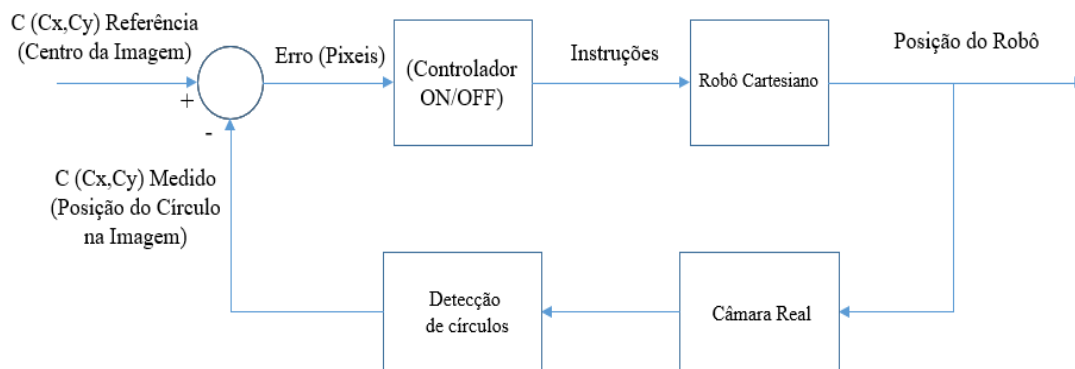 C (Cx,Cy) Referência
(Centro da Imagem)
+
-
Erro (Pixeis)
(Controlador
ON/OFF)
Instruções
Robô Cartesiano
Posição do Robô
C (Cx,Cy) Medido
(Posição do Círculo
na Imagem)
Detecção
de círculos
Câmara Real